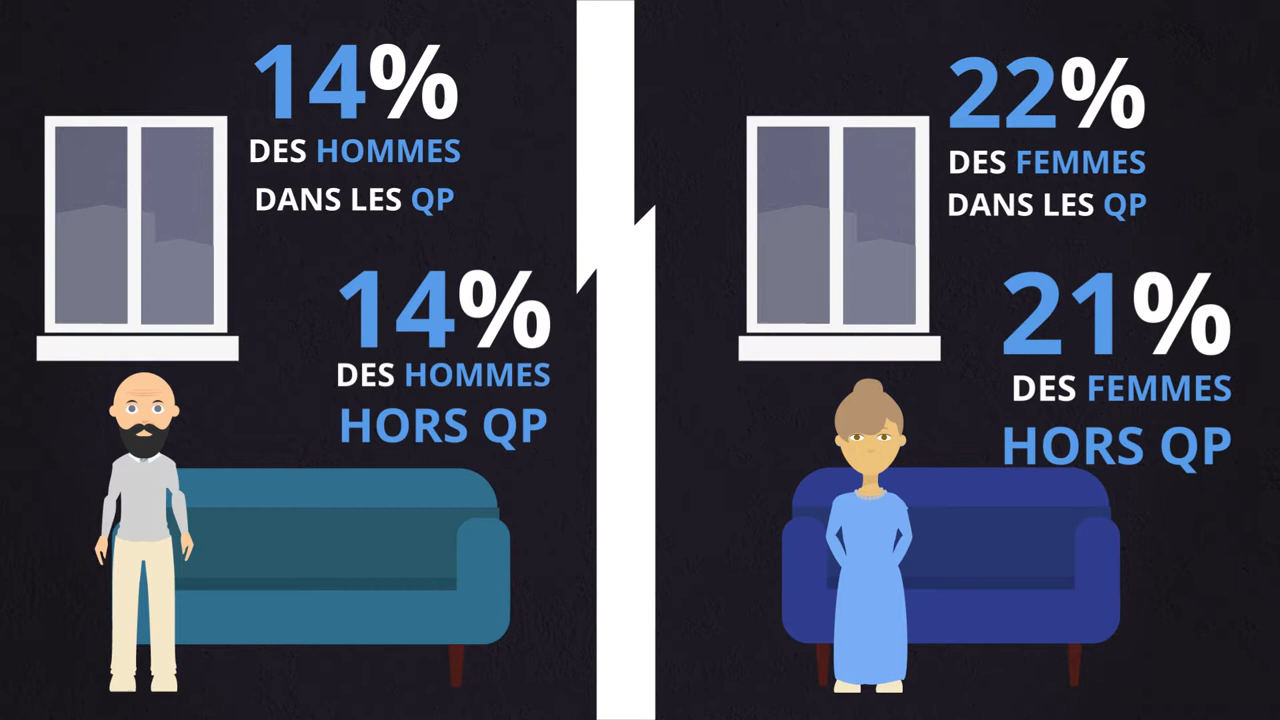 14%
DES HOMMES
DANS LES QP
14%
DES HOMMES
HORS QP
22%
DES FEMMES
DANS LES QP
21%
DES FEMMES
HORS QP